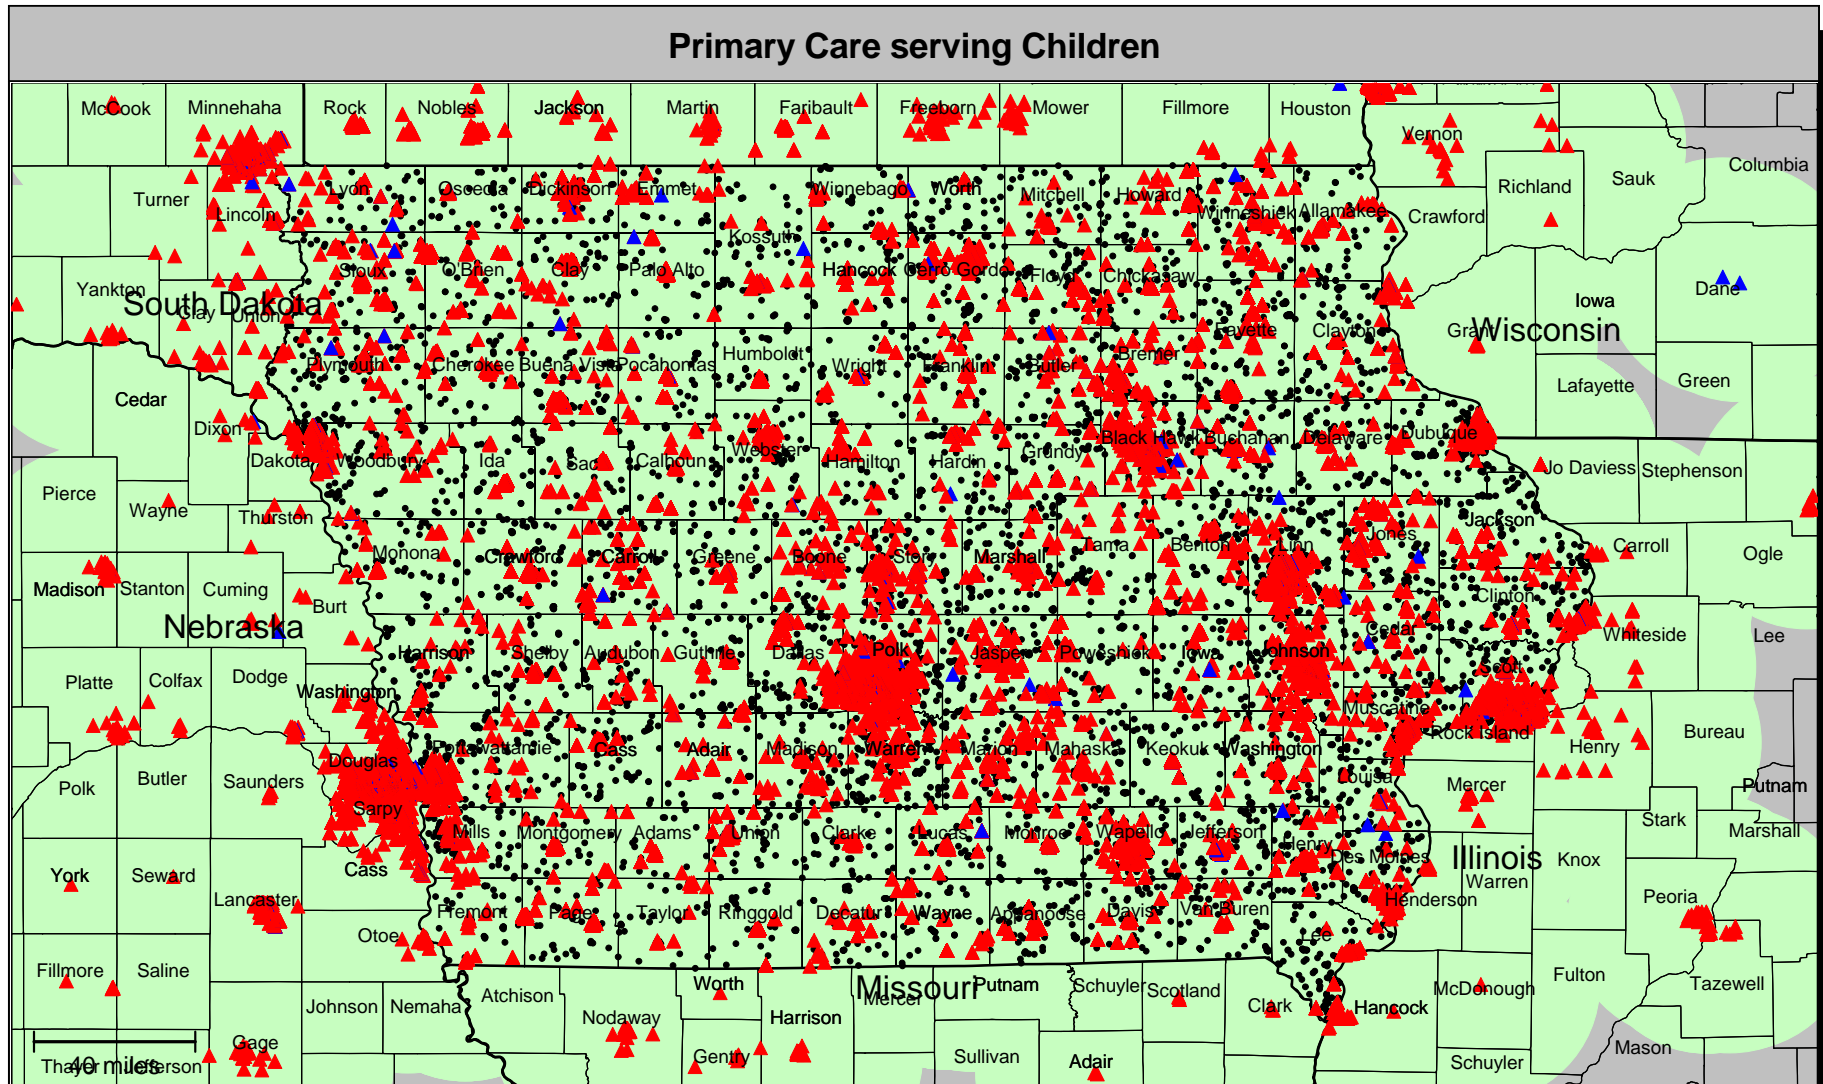 Primary Care serving Children
McCook Minnehaha Rock Nobles Jackson Martin Faribault Freeborn Mower Fillmore Houston
Vernon Columbia
Turner Lincoln Lyon Osceola Dickinson Emmet Winnebago Worth Mitchell Howard Winneshiek Allamakee Crawford Richland Sauk
Kossuth
Yankton Clay Union Sioux O'Brien Clay Palo Alto Hancock Cerro Gordo Floyd Chickasaw Dane
South Dakota
Iowa
Fayette Clayton Grant Wisconsin
Plymouth Cherokee Buena Vista Pocahontas Humboldt Wright Franklin Butler Bremer
Cedar Lafayette Green
Dixon Webster Black Hawk Buchanan Delaware Dubuque
Dakota Woodbury Ida Sac Calhoun Hamilton Hardin Grundy Jo Daviess Stephenson
Pierce Wayne Thurston
Jackson
Monona Crawford Carroll Greene Boone Story Marshall Tama Benton Linn Jones Carroll Ogle
Madison Stanton Cuming Burt Clinton
Nebraska Cedar Whiteside Lee
Harrison Shelby Audubon Guthrie Dallas Polk Jasper Poweshiek Iowa Johnson Scott
Platte Colfax Dodge Washington
Muscatine
Rock Island
Pottawattamie Cass Adair Madison Warren Marion Mahaska Keokuk Washington Henry Bureau
Polk Butler Saunders Douglas Louisa Mercer Putnam
Sarpy
Mills Montgomery Adams Union Clarke Lucas Monroe Wapello Jefferson Henry Stark Marshall
Des Moines Illinois Knox
York Seward Cass Warren
Lancaster Henderson Peoria
Fremont Page Taylor Ringgold Decatur Wayne Appanoose Davis Van Buren
Otoe Lee
Fillmore Saline Fulton
Worth Missouri Putnam Schuyler Scotland McDonough Tazewell
Johnson Nemaha Atchison Mercer Clark Hancock
Nodaway Harrison
Gage Gentry Sullivan Adair Schuyler Mason
Thayer 40 miles Jefferson